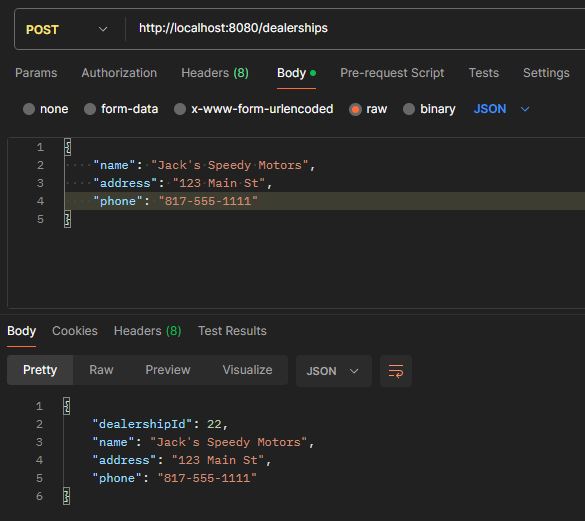 POST http://localhost:8080/dealerships
Params Authorization Headers (8) Body Pre-request Script Tests Settings
none form-data x-www-form-urlencoded raw binary JSON
1 {
2 "name": "Jack's Speedy Motors",
3 "address": "123 Main St",
4 "phone": "817-555-1111"
5 }
Body Cookies Headers (8) Test Results
Pretty Raw Preview Visualize JSON
1 {
2 "dealershipId": 22,
3 "name": "Jack's Speedy Motors",
4 "address": "123 Main St",
5 "phone": "817-555-1111"
6 }